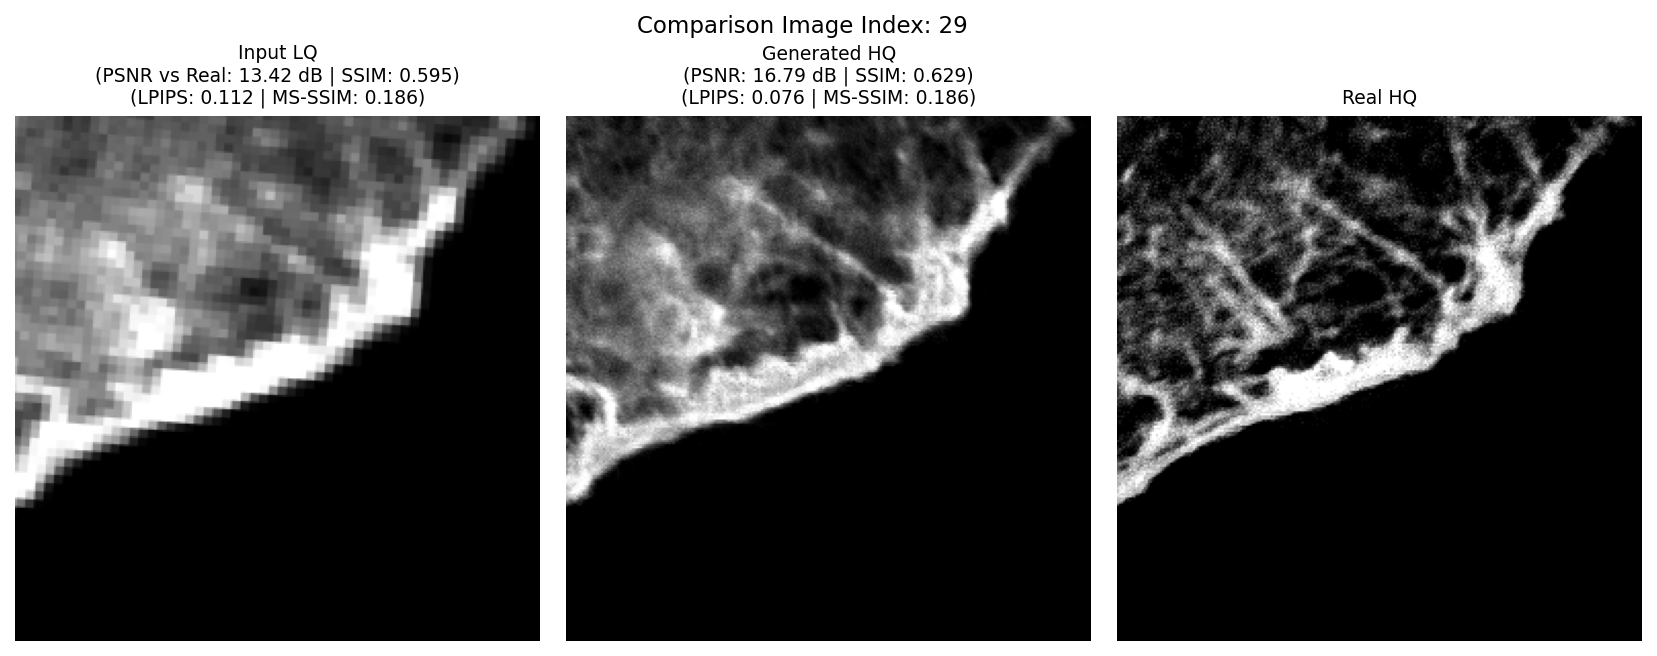 Comparison Image Index: 29
Input LQ
(PSNR vs Real: 13.42 dB | SSIM: 0.595)
(LPIPS: 0.112 | MS-SSIM: 0.186)
Generated HQ
(PSNR: 16.79 dB | SSIM: 0.629)
(LPIPS: 0.076 | MS-SSIM: 0.186)
Real HQ